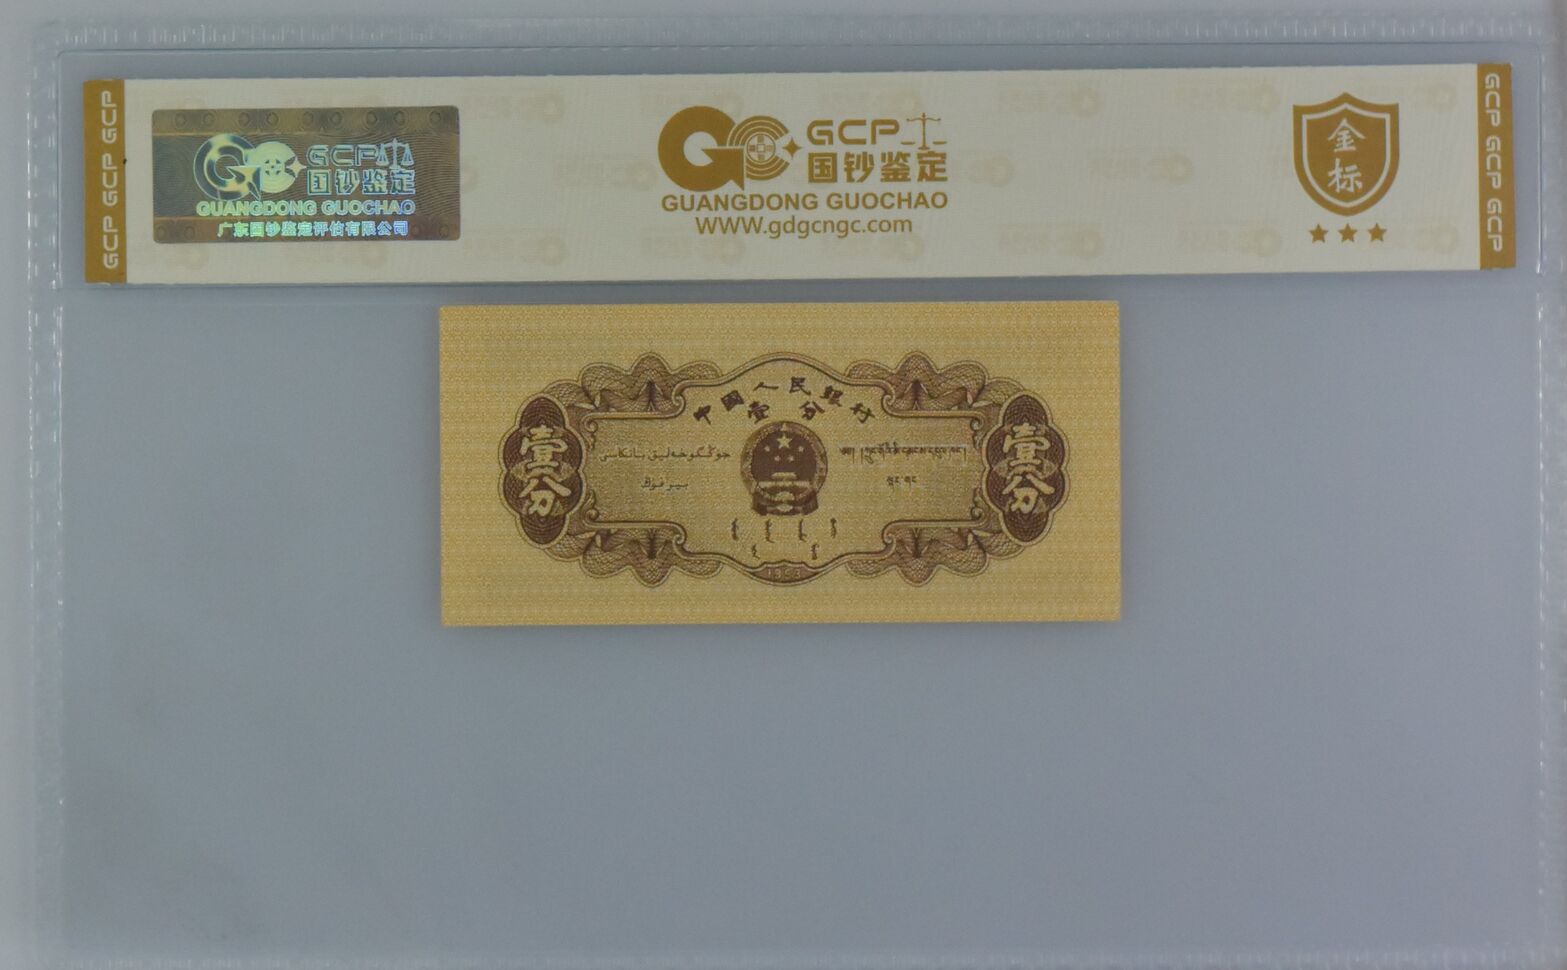 GCP GCP GCP
GCP
国钞鉴定
GUANGDONG GUOCHAO
广东国钞鉴定评估有限公司
GCP
国钞鉴定
GUANGDONG GUOCHAO
WWW.gdgcngc.com
金标
GCP GCP GCP
中国人民银行
壹分
壹分
壹分
1953